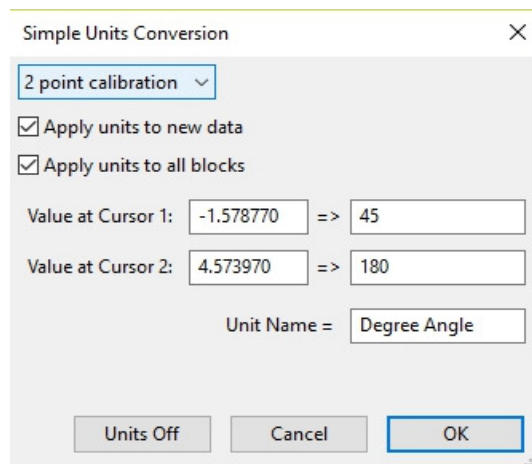 Simple Units Conversion
2 point calibration
Apply units to new data
Apply units to all blocks
Value at Cursor 1: -1.578770 => 45
Value at Cursor 2: 4.573970 => 180
Unit Name = Degree Angle
Units Off Cancel OK